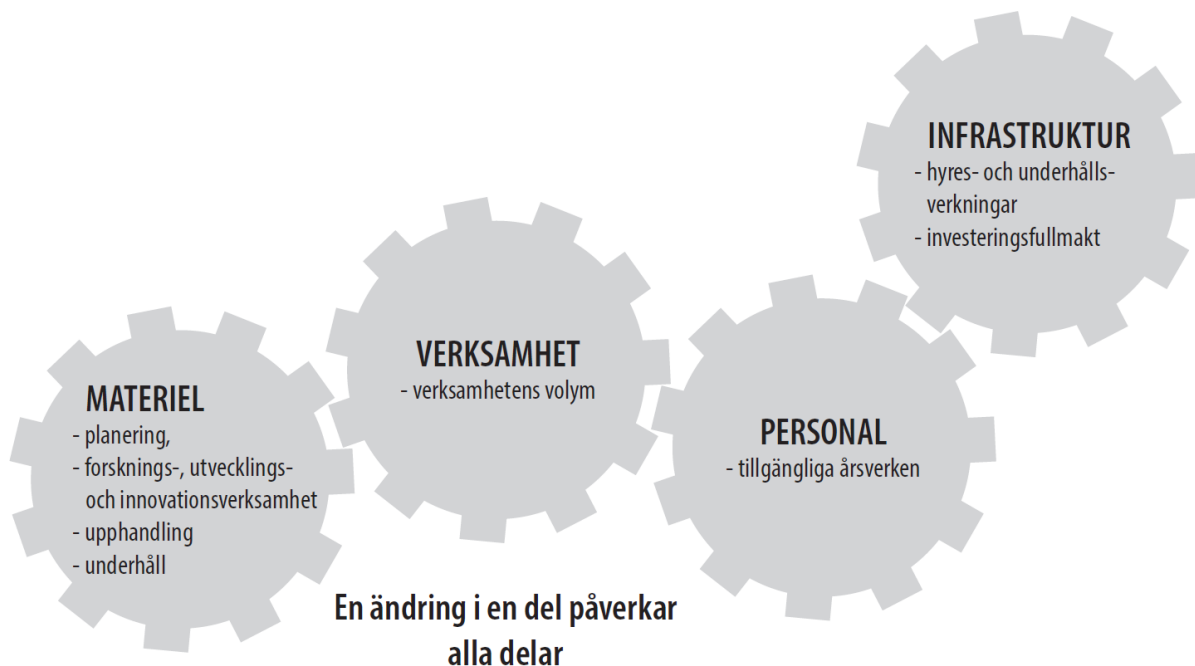 MATERIEL
- planering,
- forsknings-, utvecklings-
och innovationsverksamhet
- upphandling
- underhåll
VERKSAMHET
- verksamhetens volym
PERSONAL
- tillgängliga årsverken
INFRASTRUKTUR
- hyres- och underhålls-
verkningar
- investeringsfullmakt
En ändring i en del påverkar
alla delar